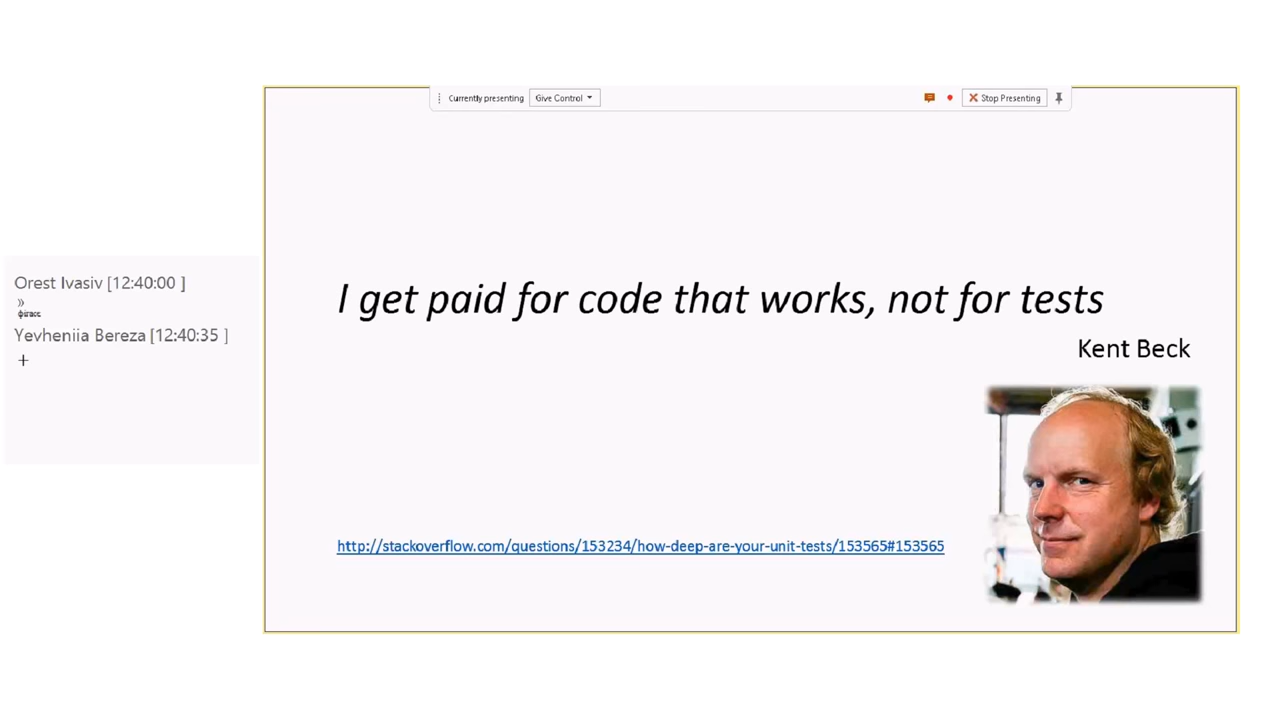 Currently presenting Give Control Stop Presenting
Orest Ivasiv [12:40:00 ]
»
Yevheniia Bereza [12:40:35 ]
+
I get paid for code that works, not for tests
Kent Beck
http://stackoverflow.com/questions/153234/how-deep-are-your-unit-tests/153565#153565